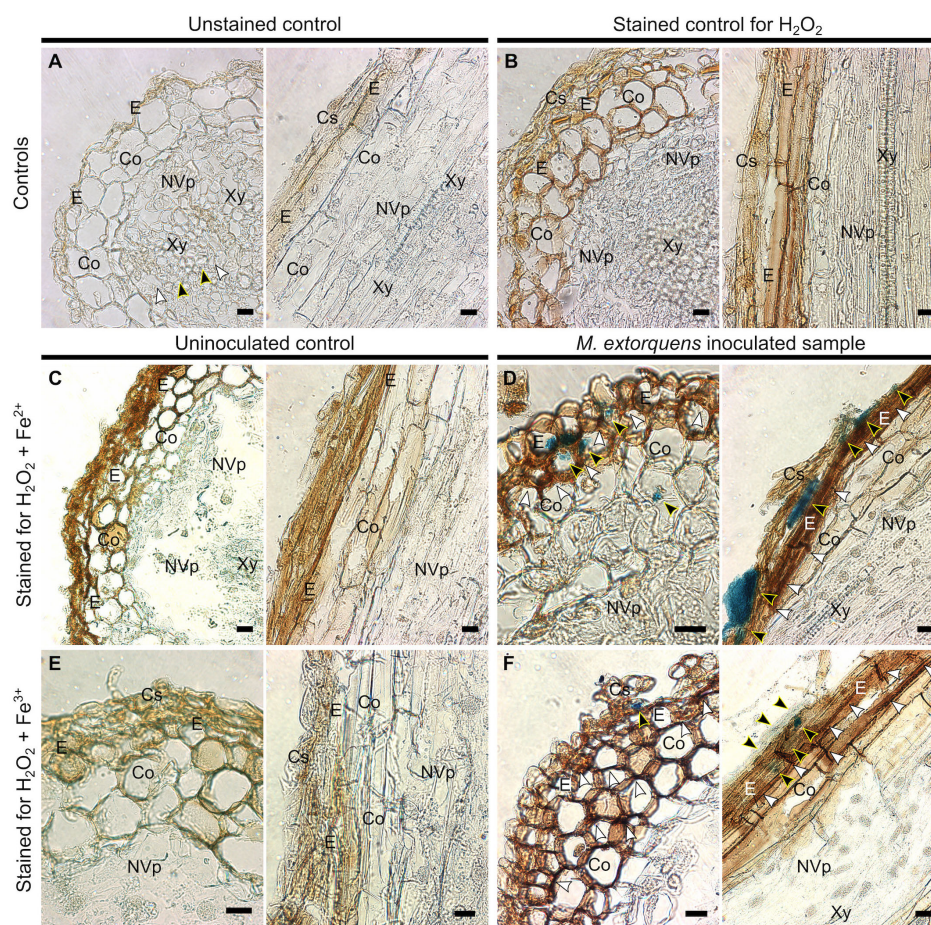 Unstained control
Stained control for H₂O₂
Controls
A
E
Co
NVp
Xy
E
Xy
Co
E
Cs
E
Co
NVp
Xy
B
Cs
E
Co
E
NVp
Co
NVp
Xy
E
Xy
Cs
Co
NVp
E
Uninoculated control
M. extorquens inoculated sample
Stained for H₂O₂ + Fe²⁺
C
E
Co
NVp
E
Co
NVp
Xy
E
E
Co
NVp
E
D
E
E
Co
Co
NVp
E
Co
Cs
NVp
E
Co
Xy
Stained for H₂O₂ + Fe³⁺
E
Cs
E
E
Co
NVp
Co
E
Cs
NVp
Co
E
F
Cs
E
Co
E
Co
E
E
Co
NVp
Xy